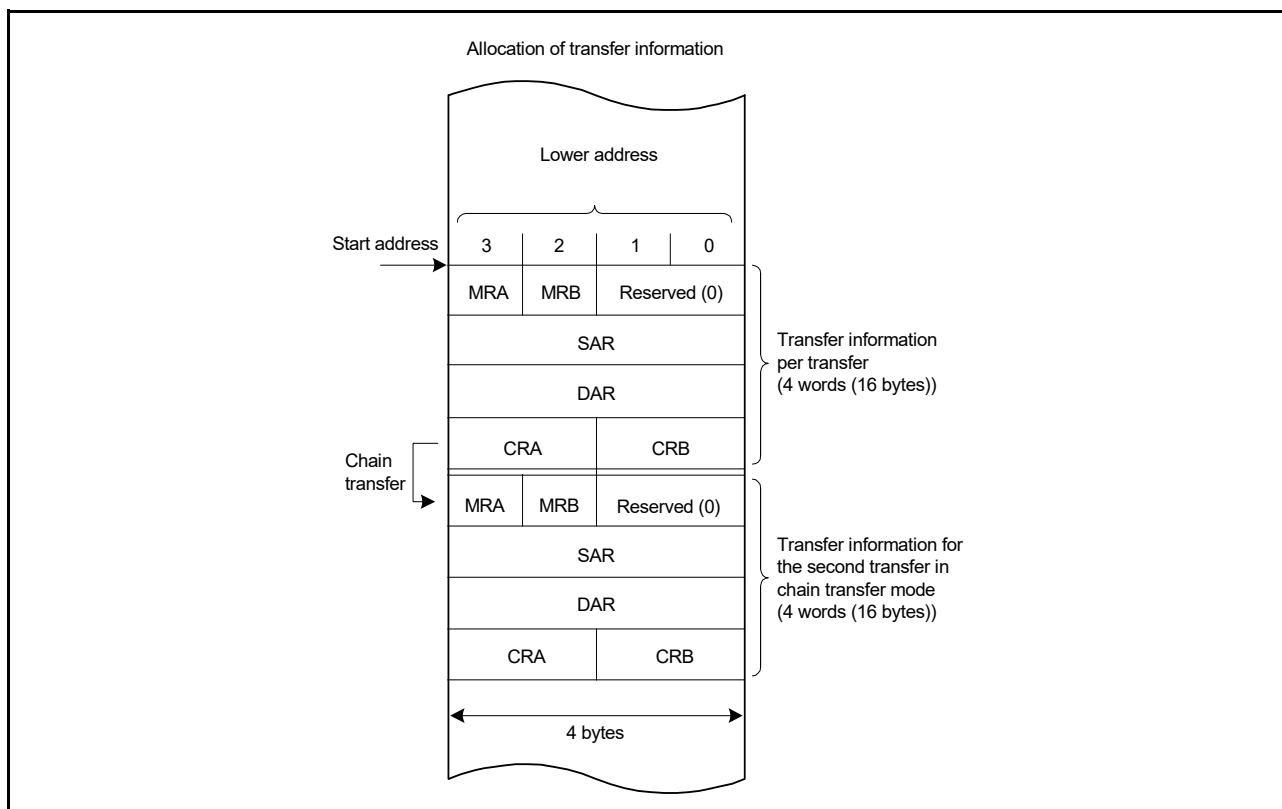 Allocation of transfer information
Lower address
Start address
3 2 1 0
MRA MRB Reserved (0)
SAR
DAR
CRA CRB
Transfer information
per transfer
(4 words (16 bytes))
Chain
transfer
MRA MRB Reserved (0)
SAR
DAR
CRA CRB
Transfer information for
the second transfer in
chain transfer mode
(4 words (16 bytes))
4 bytes